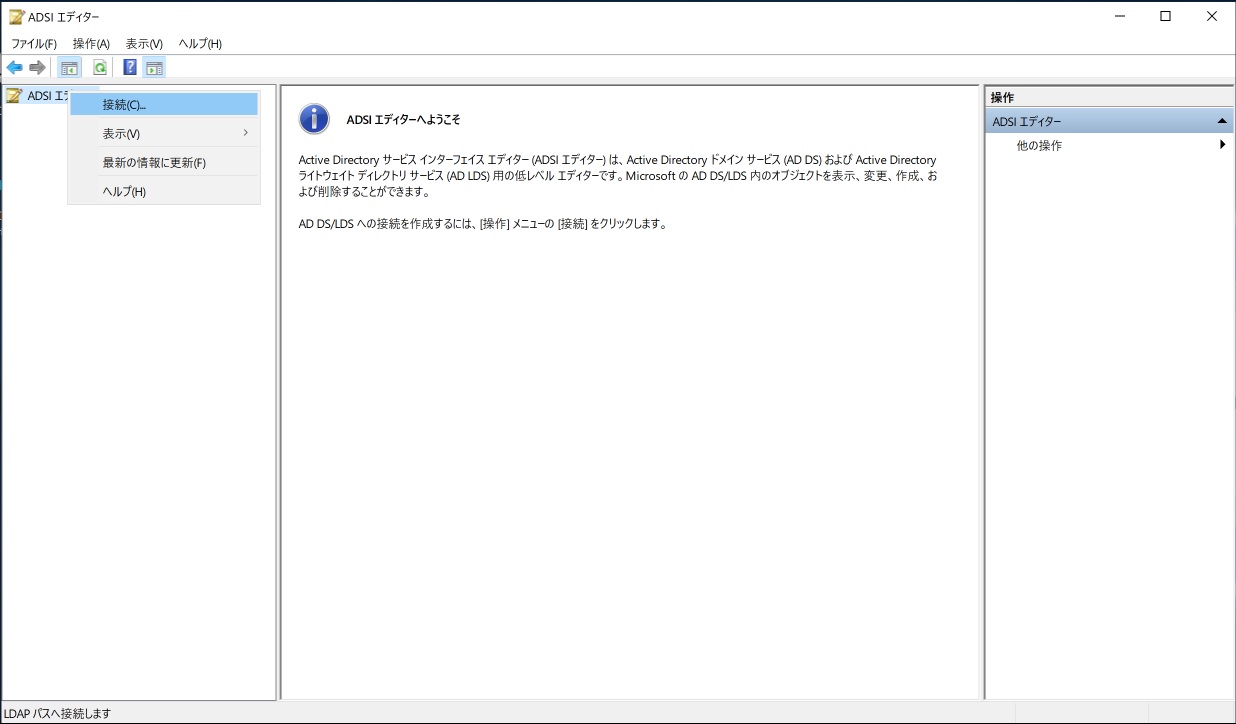 ADSI エディター
ファイル(F) 操作(A) 表示(V) ヘルプ(H)
ADSI エデ
接続(C)...
表示(V)
最新の情報に更新(F)
ヘルプ(H)
ADSI エディターへようこそ
Active Directory サービス インターフェイス エディター (ADSI エディター) は、Active Directory ドメイン サービス (AD DS) および Active Directory
ライトウェイト ディレクトリ サービス (AD LDS) 用の低レベル エディターです。Microsoft の AD DS/LDS 内のオブジェクトを表示、変更、作成、お
よび削除することができます。
AD DS/LDS への接続を作成するには、[操作] メニューの [接続] をクリックします。
操作
ADSI エディター
他の操作
LDAP パスへ接続します